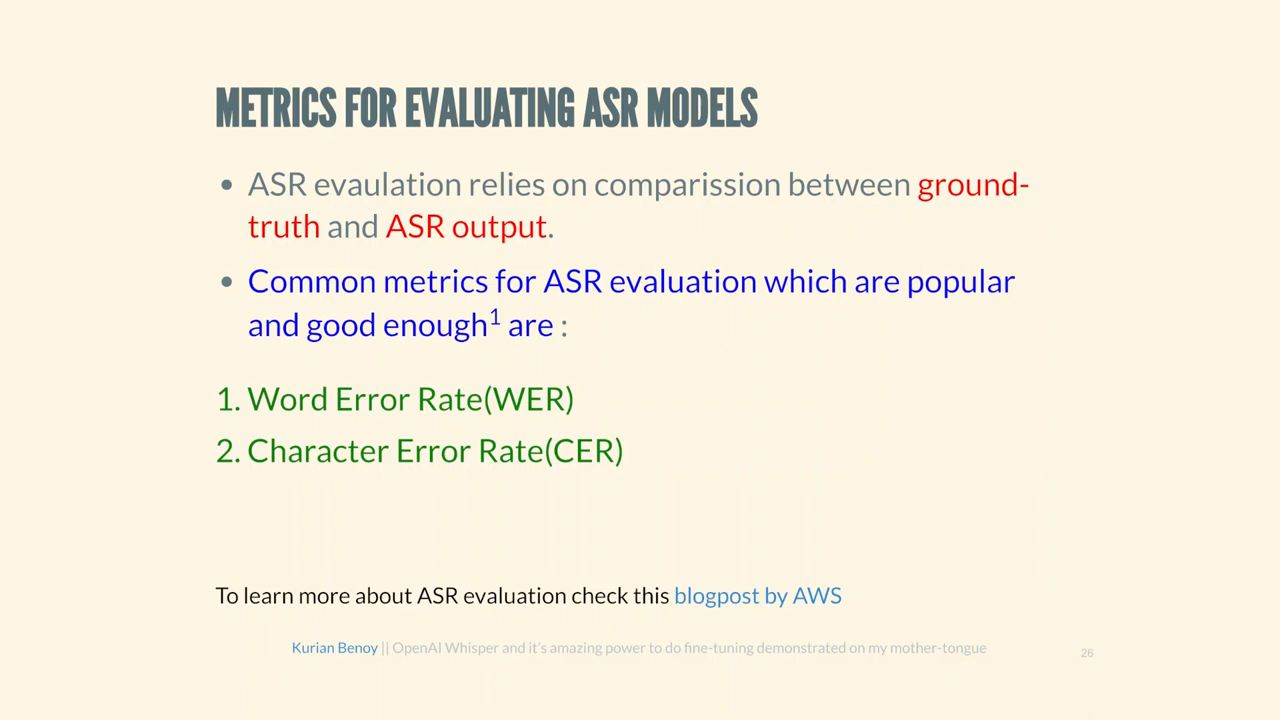 METRICS FOR EVALUATING ASR MODELS
• ASR evaulation relies on comparission between ground-
truth and ASR output.
• Common metrics for ASR evaluation which are popular
and good enough¹ are :
1. Word Error Rate(WER)
2. Character Error Rate(CER)
To learn more about ASR evaluation check this blogpost by AWS
Kurian Benoy || OpenAI Whisper and it's amazing power to do fine-tuning demonstrated on my mother-tongue
26